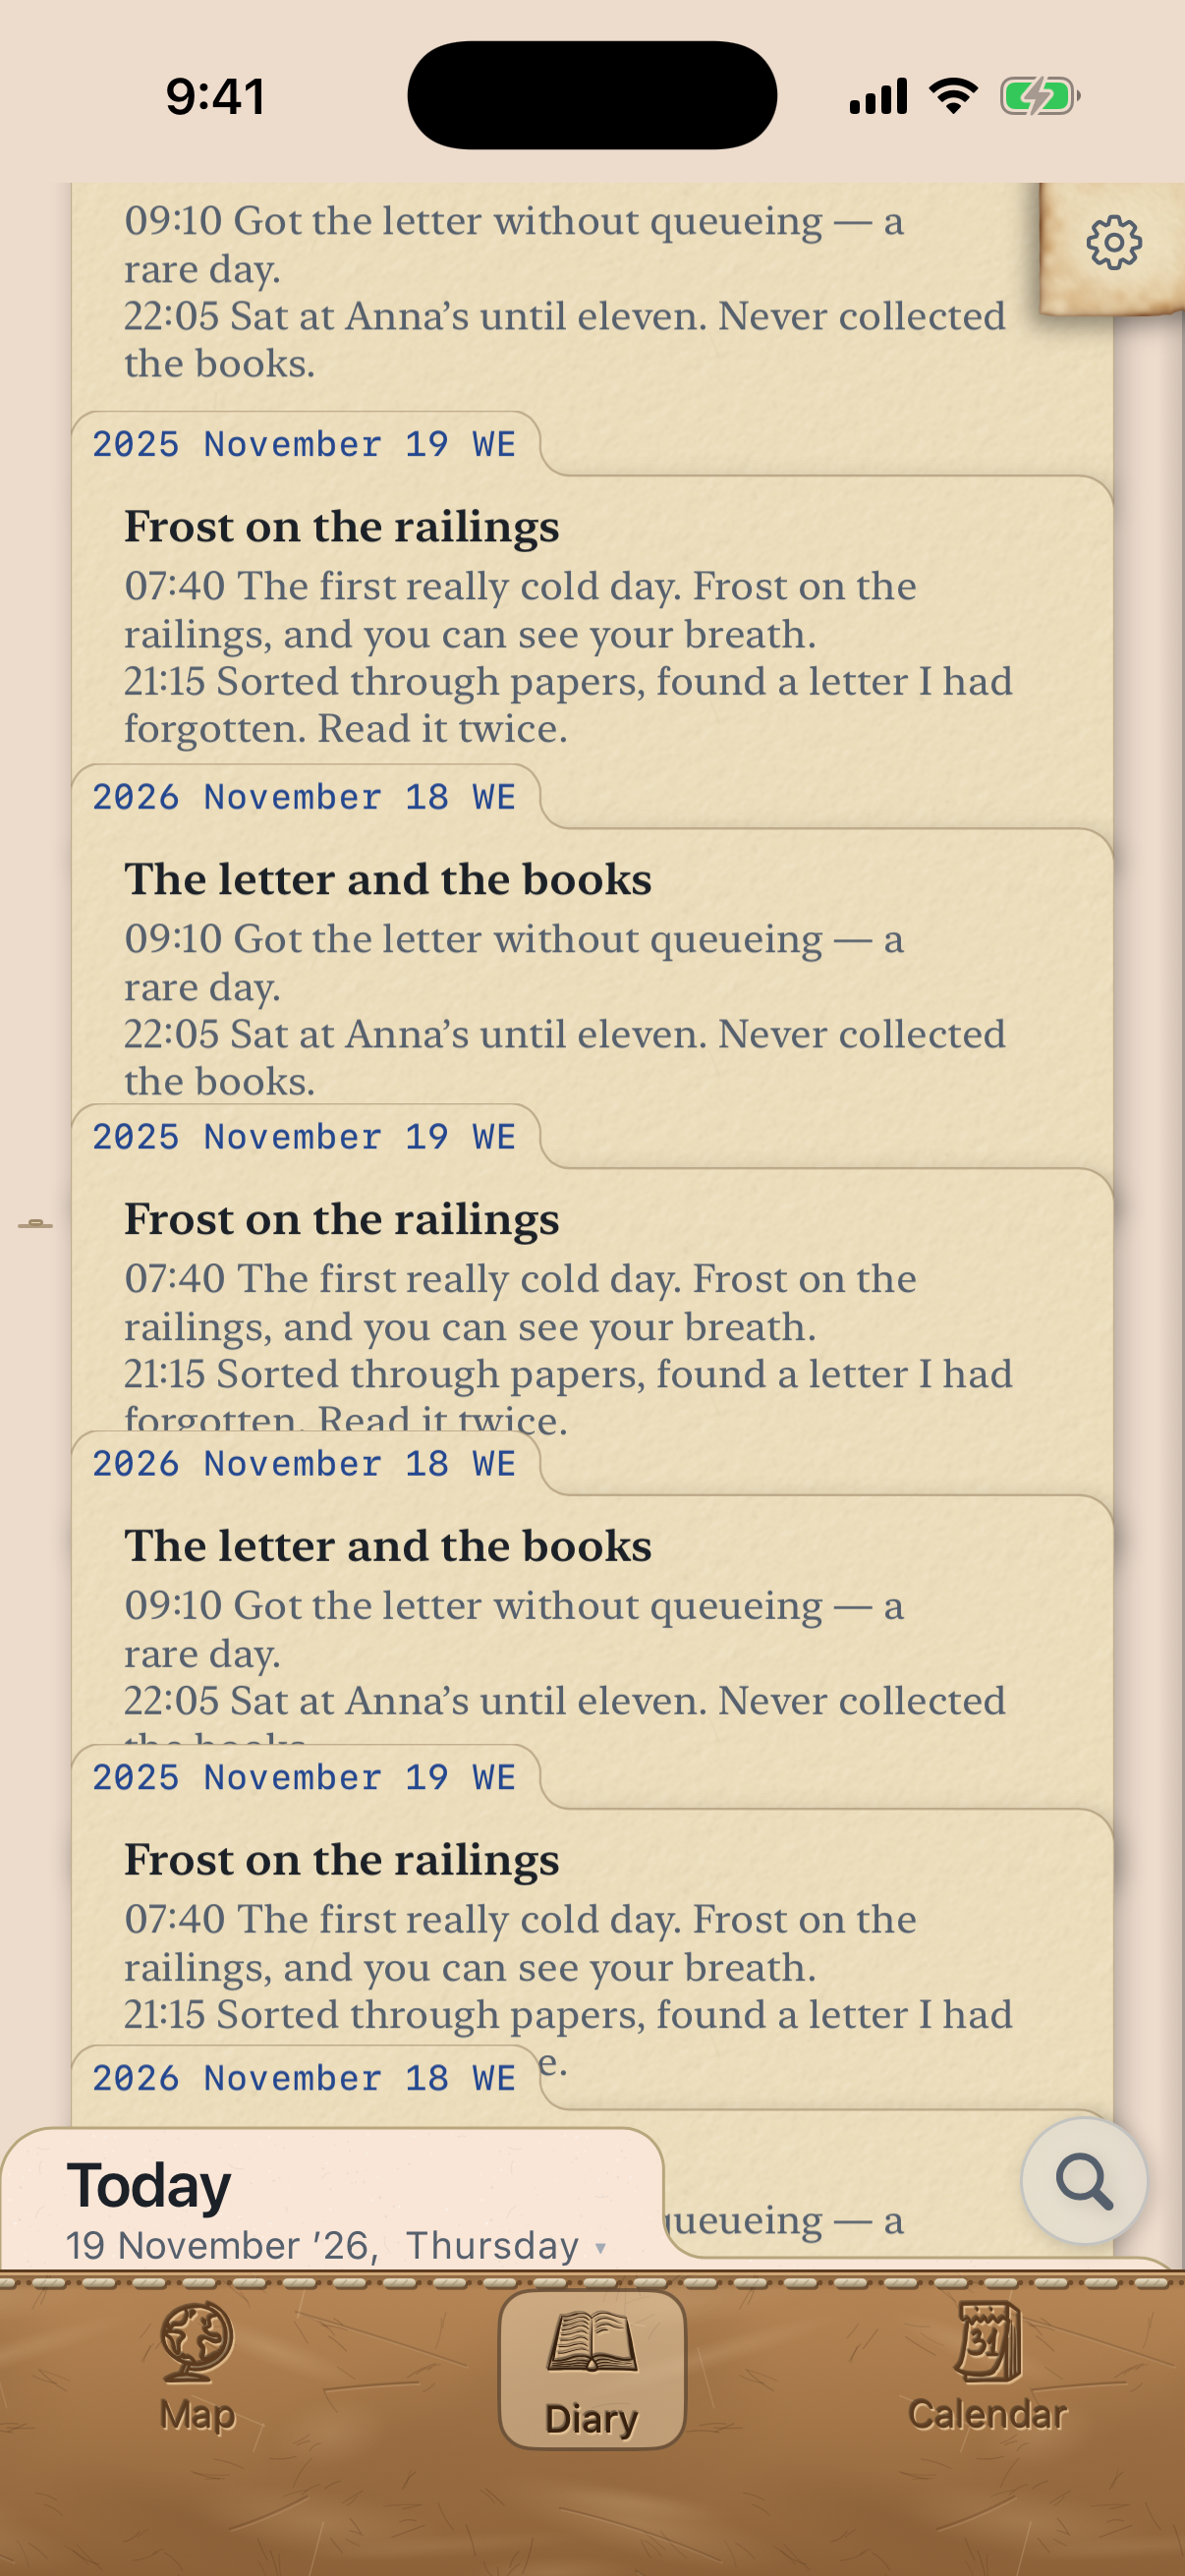 9:41
09:10 Got the letter without queueing — a
rare day.
22:05 Sat at Anna’s until eleven. Never collected
the books.
2025 November 19 WE
Frost on the railings
07:40 The first really cold day. Frost on the
railings, and you can see your breath.
21:15 Sorted through papers, found a letter I had
forgotten. Read it twice.
2026 November 18 WE
The letter and the books
09:10 Got the letter without queueing — a
rare day.
22:05 Sat at Anna’s until eleven. Never collected
the books.
2025 November 19 WE
Frost on the railings
07:40 The first really cold day. Frost on the
railings, and you can see your breath.
21:15 Sorted through papers, found a letter I had
forgotten. Read it twice.
2026 November 18 WE
The letter and the books
09:10 Got the letter without queueing — a
rare day.
22:05 Sat at Anna’s until eleven. Never collected
the books.
2025 November 19 WE
Frost on the railings
07:40 The first really cold day. Frost on the
railings, and you can see your breath.
21:15 Sorted through papers, found a letter I had
e.
2026 November 18 WE
Today
queueing — a
19 November ’26, Thursday
31
Map
Diary
Calendar